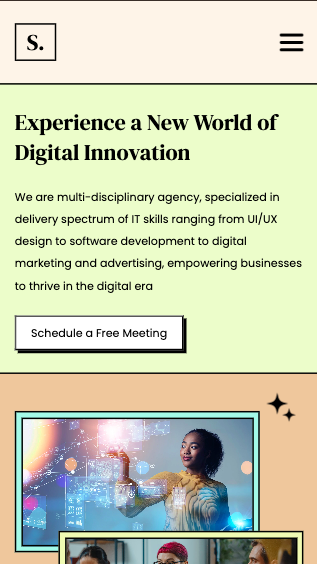 S.
Experience a New World of
Digital Innovation
We are multi-disciplinary agency, specialized in
delivery spectrum of IT skills ranging from UI/UX
design to software development to digital
marketing and advertising, empowering businesses
to thrive in the digital era
Schedule a Free Meeting